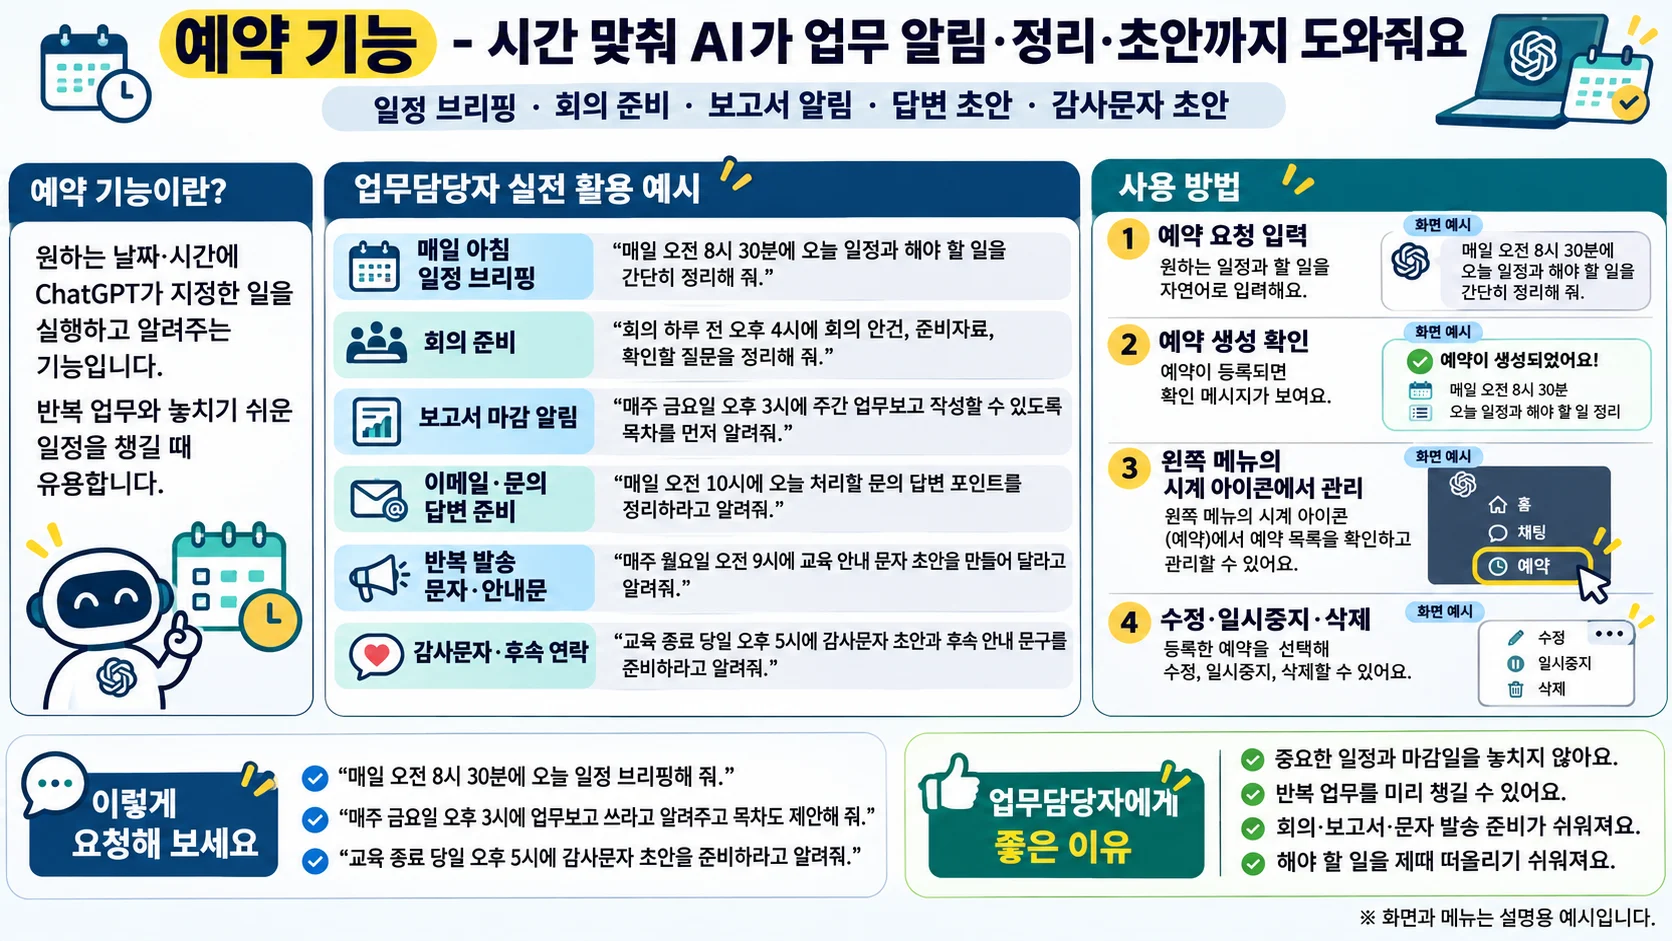 예약 기능 - 시간 맞춰 AI가 업무 알림·정리·초안까지 도와줘요
일정 브리핑 · 회의 준비 · 보고서 알림 · 답변 초안 · 감사문자 초안
예약 기능이란?
원하는 날짜·시간에
ChatGPT가 지정한 일을
실행하고 알려주는
기능입니다.
반복 업무와 놓치기 쉬운
일정을 챙길 때
유용합니다.
업무담당자 실전 활용 예시
매일 아침
일정 브리핑
“매일 오전 8시 30분에 오늘 일정과 해야 할 일을
간단히 정리해 줘.”
회의 준비
“회의 하루 전 오후 4시에 회의 안건, 준비자료,
확인할 질문을 정리해 줘.”
보고서 마감 알림
“매주 금요일 오후 3시에 주간 업무보고 작성할 수 있도록
목차를 먼저 알려줘.”
이메일·문의
답변 준비
“매일 오전 10시에 오늘 처리할 문의 답변 포인트를
정리하라고 알려줘.”
반복 발송
문자·안내문
“매주 월요일 오전 9시에 교육 안내 문자 초안을 만들어 달라고
알려줘.”
감사문자·후속 연락
“교육 종료 당일 오후 5시에 감사문자 초안과 후속 안내 문구를
준비하라고 알려줘.”
사용 방법
1 예약 요청 입력
원하는 일정과 할 일을
자연어로 입력해요.
화면 예시
매일 오전 8시 30분에
오늘 일정과 해야 할 일을
간단히 정리해 줘.
2 예약 생성 확인
예약이 등록되면
확인 메시지가 보여요.
화면 예시
예약이 생성되었어요!
매일 오전 8시 30분
오늘 일정과 해야 할 일 정리
3 왼쪽 메뉴의
시계 아이콘에서 관리
왼쪽 메뉴의 시계 아이콘
(예약)에서 예약 목록을 확인하고
관리할 수 있어요.
화면 예시
홈
채팅
예약
4 수정·일시중지·삭제
등록한 예약을 선택해
수정, 일시중지, 삭제할 수 있어요.
화면 예시
수정
일시중지
삭제
이렇게
요청해 보세요
“매일 오전 8시 30분에 오늘 일정 브리핑해 줘.”
“매주 금요일 오후 3시에 업무보고 쓰라고 알려주고 목차도 제안해 줘.”
“교육 종료 당일 오후 5시에 감사문자 초안을 준비하라고 알려줘.”
업무담당자에게
좋은 이유
중요한 일정과 마감일을 놓치지 않아요.
반복 업무를 미리 챙길 수 있어요.
회의·보고서·문자 발송 준비가 쉬워져요.
해야 할 일을 제때 떠올리기 쉬워져요.
※ 화면과 메뉴는 설명용 예시입니다.